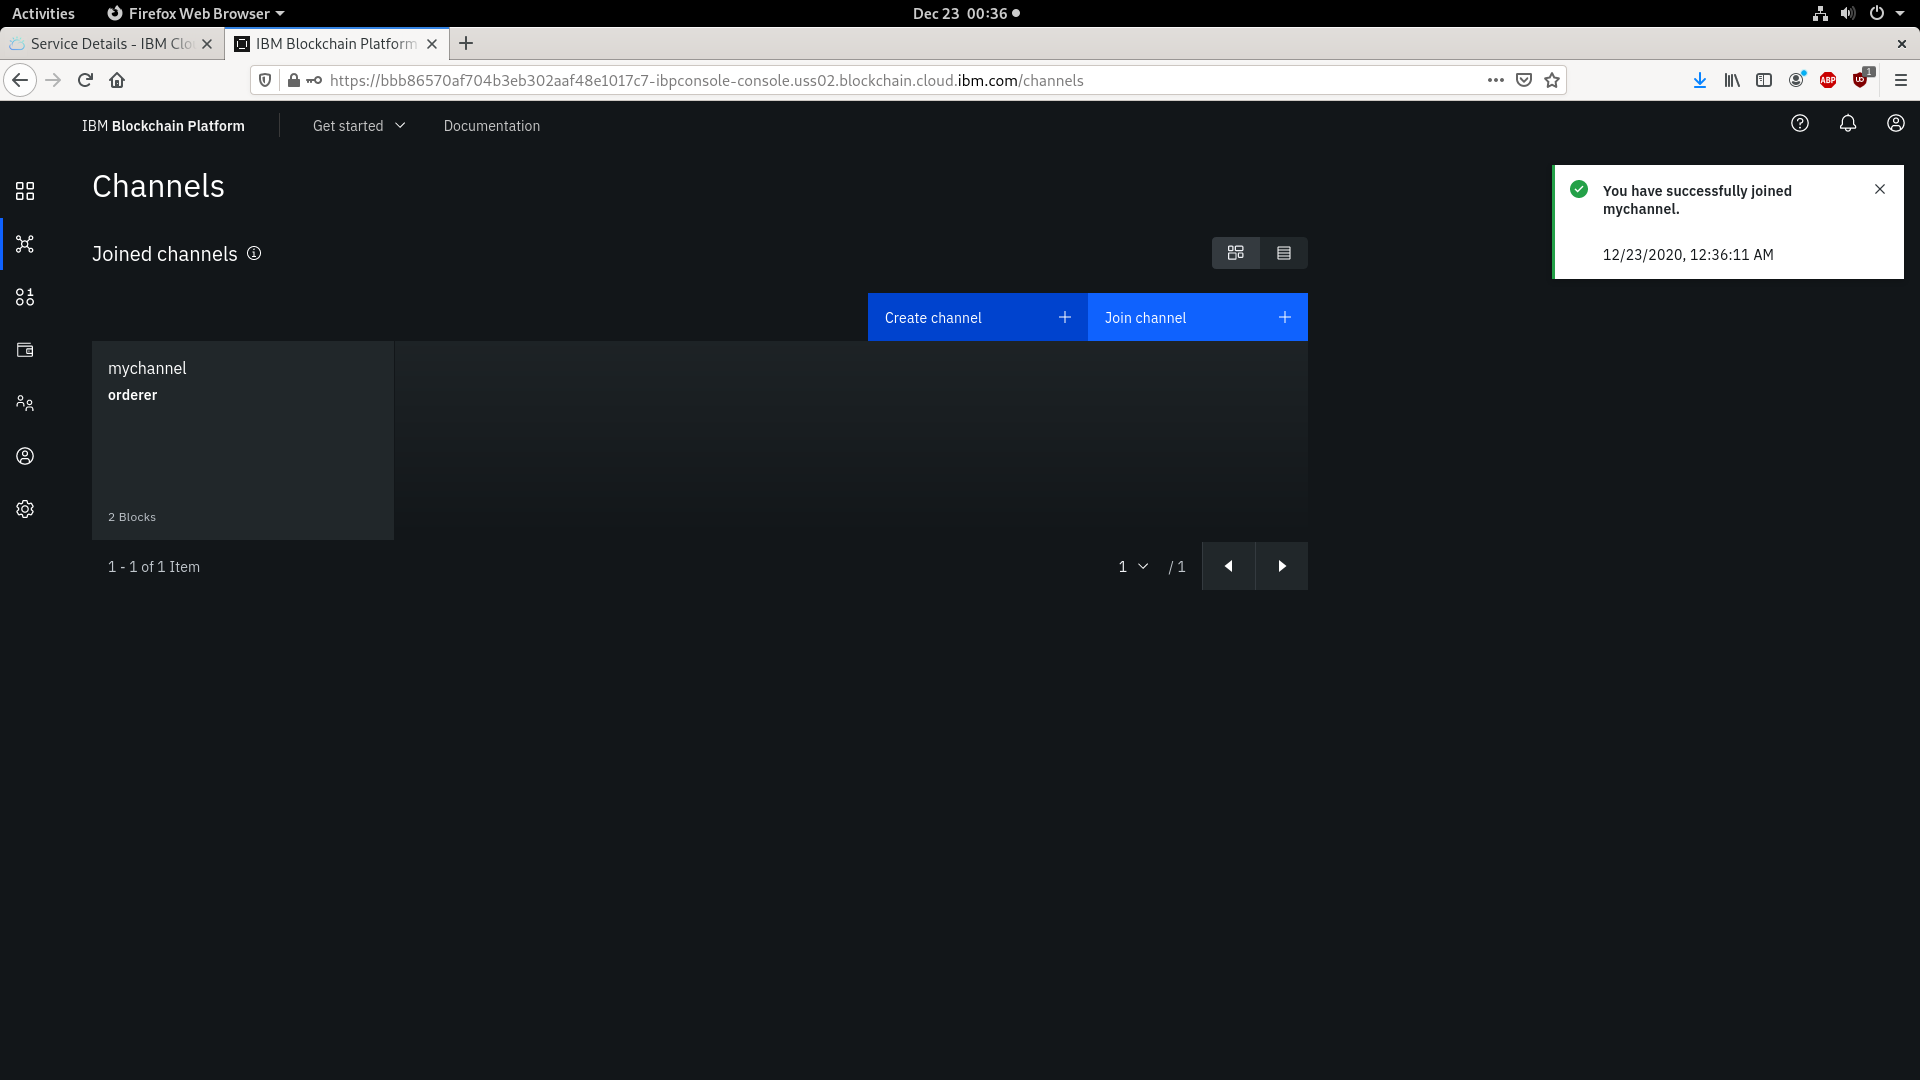 Activities
Firefox Web Browser
Dec 23 00:36
Service Details - IBM Clo
IBM Blockchain Platform
https://bbb86570af704b3eb302aaf48e1017c7-ibpconsole-console.uss02.blockchain.cloud.ibm.com/channels
ABP
1
IBM Blockchain Platform
Get started
Documentation
Channels
You have successfully joined
mychannel.
12/23/2020, 12:36:11 AM
Joined channels
Create channel
Join channel
mychannel
orderer
2 Blocks
1 - 1 of 1 Item
1
/ 1